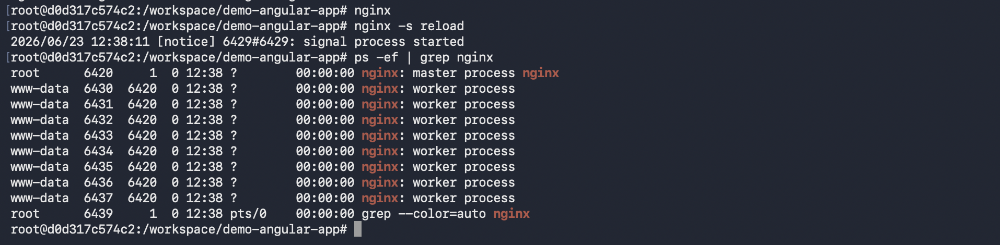 [root@d0d317c574c2:/workspace/demo-angular-app# nginx
[root@d0d317c574c2:/workspace/demo-angular-app# nginx -s reload
2026/06/23 12:38:11 [notice] 6429#6429: signal process started
[root@d0d317c574c2:/workspace/demo-angular-app# ps -ef | grep nginx
root      6420     1  0 12:38 ?        00:00:00 nginx: master process nginx
www-data  6430  6420  0 12:38 ?        00:00:00 nginx: worker process
www-data  6431  6420  0 12:38 ?        00:00:00 nginx: worker process
www-data  6432  6420  0 12:38 ?        00:00:00 nginx: worker process
www-data  6433  6420  0 12:38 ?        00:00:00 nginx: worker process
www-data  6434  6420  0 12:38 ?        00:00:00 nginx: worker process
www-data  6435  6420  0 12:38 ?        00:00:00 nginx: worker process
www-data  6436  6420  0 12:38 ?        00:00:00 nginx: worker process
www-data  6437  6420  0 12:38 ?        00:00:00 nginx: worker process
root      6439     1  0 12:38 pts/0    00:00:00 grep --color=auto nginx
root@d0d317c574c2:/workspace/demo-angular-app#